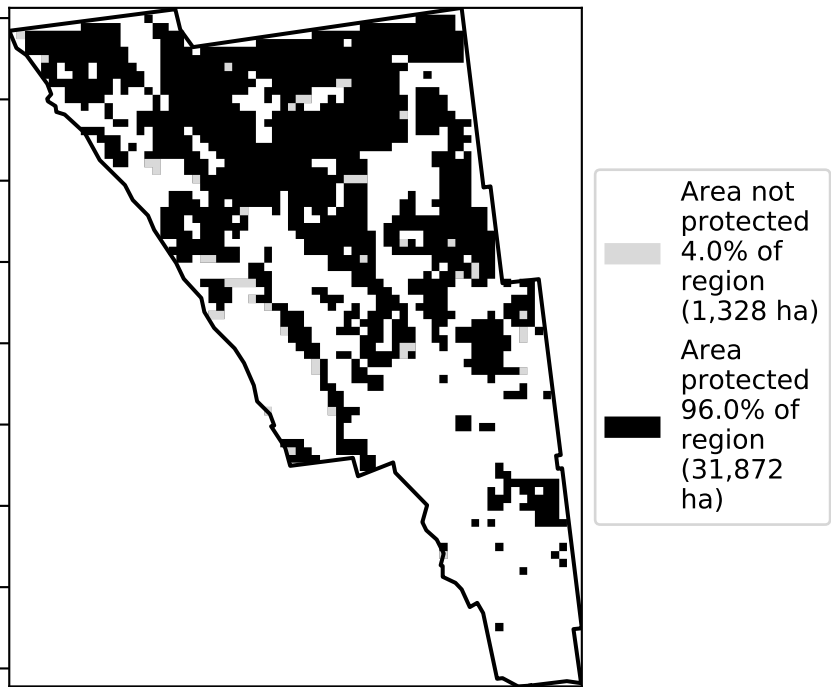 Area not
protected
4.0% of
region
(1,328 ha)
Area
protected
96.0% of
region
(31,872
ha)